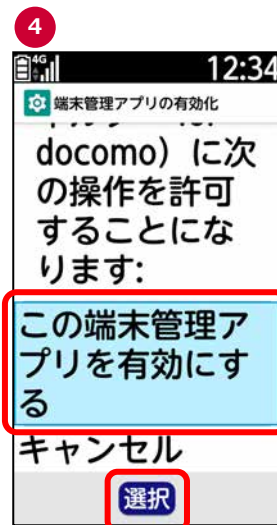 4
4G 12:34
端末管理アプリの有効化
docomo）に次
の操作を許可
することにな
ります:
この端末管理ア
プリを有効にす
る
キャンセル
選択